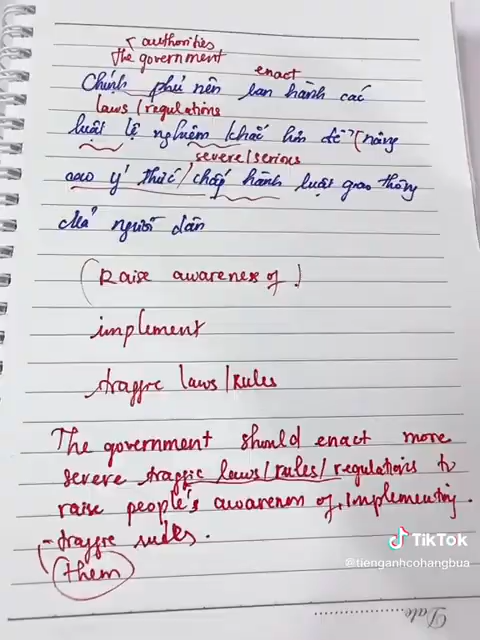 authorities
The government
enact
Chính phủ nên ban hành các
laws / regulations
luật lệ nghiêm khắc hơn để (nâng
severe / serious
cao ý thức / chấp hành luật giao thông
của người dân
(Raise awareness of)
implement
traffic laws / rules
The government should enact more
severe traffic laws / rules / regulations to
raise people's awareness of implementing
traffic rules.
them
TikTok
@tienganhcohangbua
Date